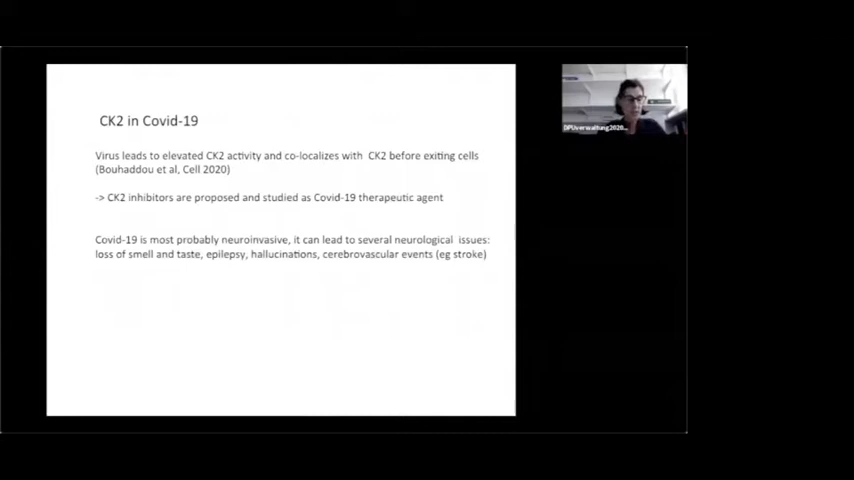 CK2 in Covid-19
Virus leads to elevated CK2 activity and co-localizes with CK2 before exiting cells
(Bouhaddou et al, Cell 2020)
-> CK2 inhibitors are proposed and studied as Covid-19 therapeutic agent
Covid-19 is most probably neuroinvasive, it can lead to several neurological issues:
loss of smell and taste, epilepsy, hallucinations, cerebrovascular events (eg stroke)
DPUverwaltung2020...